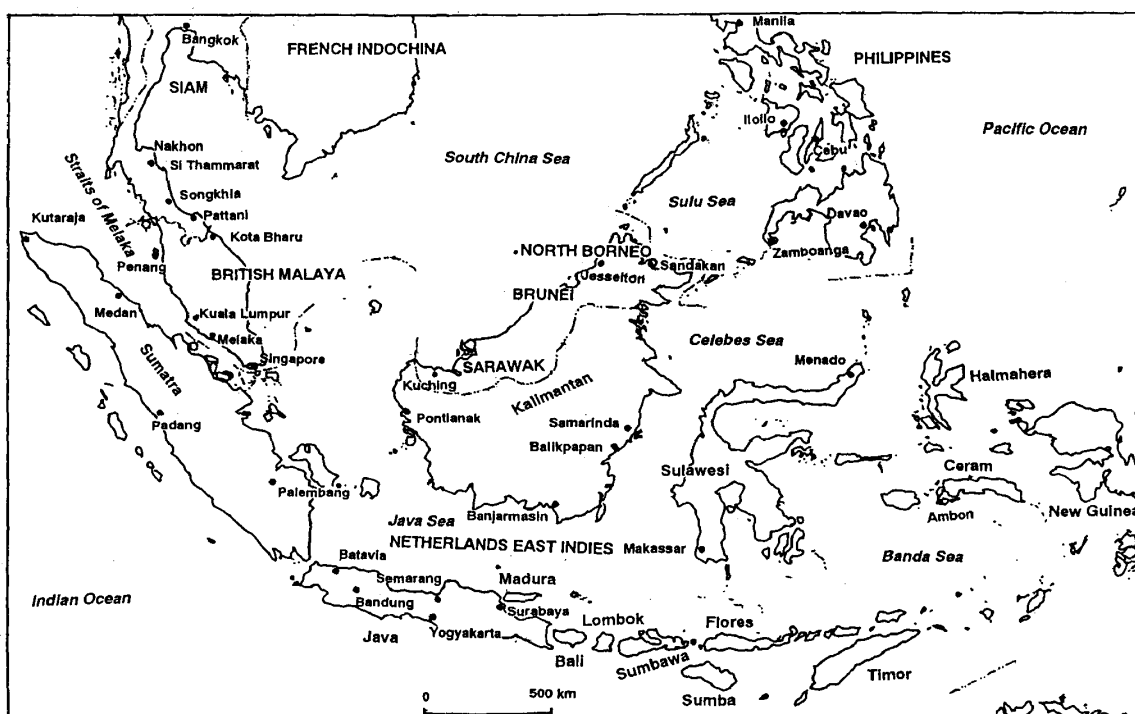 Manila
Bangkok
FRENCH INDOCHINA
PHILIPPINES
SIAM
Iloilo
Pacific Ocean
Nakhon
Si Thammarat
South China Sea
Cebu
Straits of Melaka
Songkhla
Sulu Sea
Kutaraja
Pattani
Davao
Kota Bharu
NORTH BORNEO
Zamboanga
Penang
BRITISH MALAYA
Jesselton
Sandakan
BRUNEI
Medan
Kuala Lumpur
Melaka
Celebes Sea
Singapore
Menado
Sumatra
SARAWAK
Halmahera
Kuching
Kalimantan
Padang
Pontianak
Samarinda
Balikpapan
Sulawesi
Ceram
Palembang
Banjarmasin
Ambon
New Guinea
Java Sea
NETHERLANDS EAST INDIES
Makassar
Banda Sea
Batavia
Semarang
Madura
Indian Ocean
Bandung
Surabaya
Lombok
Flores
Java
Yogyakarta
Bali
Sumbawa
Timor
Sumba
0
500 km